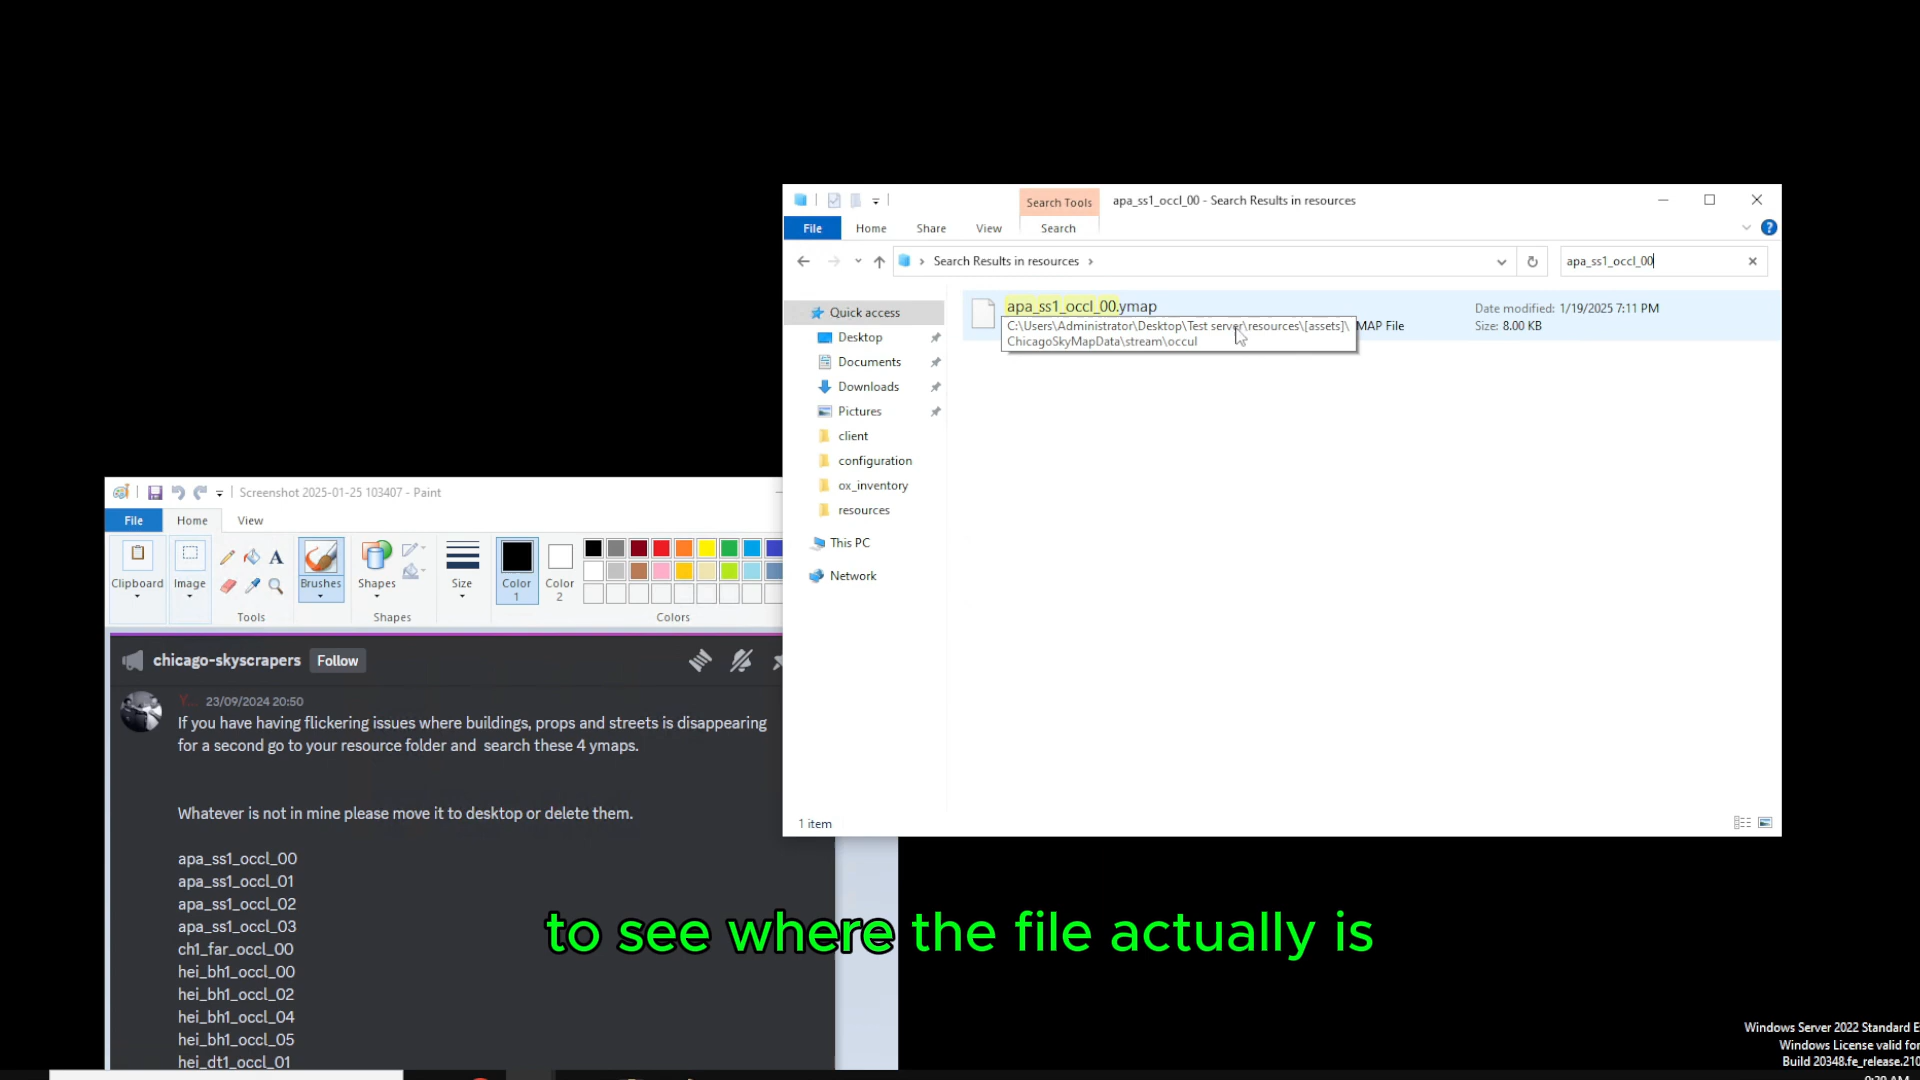 Search Tools
apa_ss1_occl_00 - Search Results in resources
File
Home
Share
View
Search
Search Results in resources
apa_ss1_occl_00
apa_ss1_occl_00.ymap
Date modified: 1/19/2025 7:11 PM
C:\Users\Administrator\Desktop\Test server\resources\[assets]\
MAP File
Size: 8.00 KB
ChicagoSkyMapData\stream\occul
Quick access
Desktop
Documents
Downloads
Pictures
client
configuration
ox_inventory
resources
This PC
Network
1 item
Screenshot 2025-01-25 103407 - Paint
File
Home
View
Clipboard
Image
Tools
Brushes
Shapes
Shapes
Size
Color
1
Color
2
Colors
chicago-skyscrapers
Follow
Y... 23/09/2024 20:50
If you have having flickering issues where buildings, props and streets is disappearing
for a second go to your resource folder and search these 4 ymaps.
Whatever is not in mine please move it to desktop or delete them.
apa_ss1_occl_00
apa_ss1_occl_01
apa_ss1_occl_02
apa_ss1_occl_03
ch1_far_occl_00
hei_bh1_occl_00
hei_bh1_occl_02
hei_bh1_occl_04
hei_bh1_occl_05
hei_dt1_occl_01
to see where the file actually is
Windows Server 2022 Standard E
Windows License valid for
Build 20348.fe_release.210